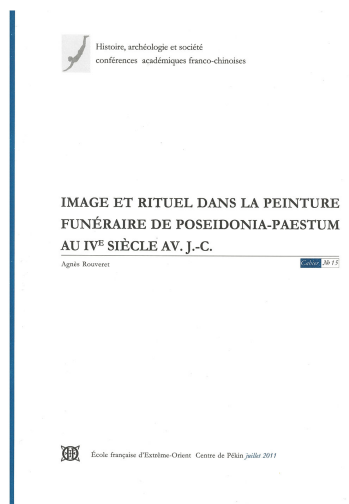 Histoire, archéologie et société
conférences académiques franco-chinoises
IMAGE ET RITUEL DANS LA PEINTURE
FUNÉRAIRE DE POSEIDONIA-PAESTUM
AU IVE SIÈCLE AV. J.-C.
Agnès Rouveret
Cahier № 15
École française d'Extrême-Orient Centre de Pékin juillet 2011